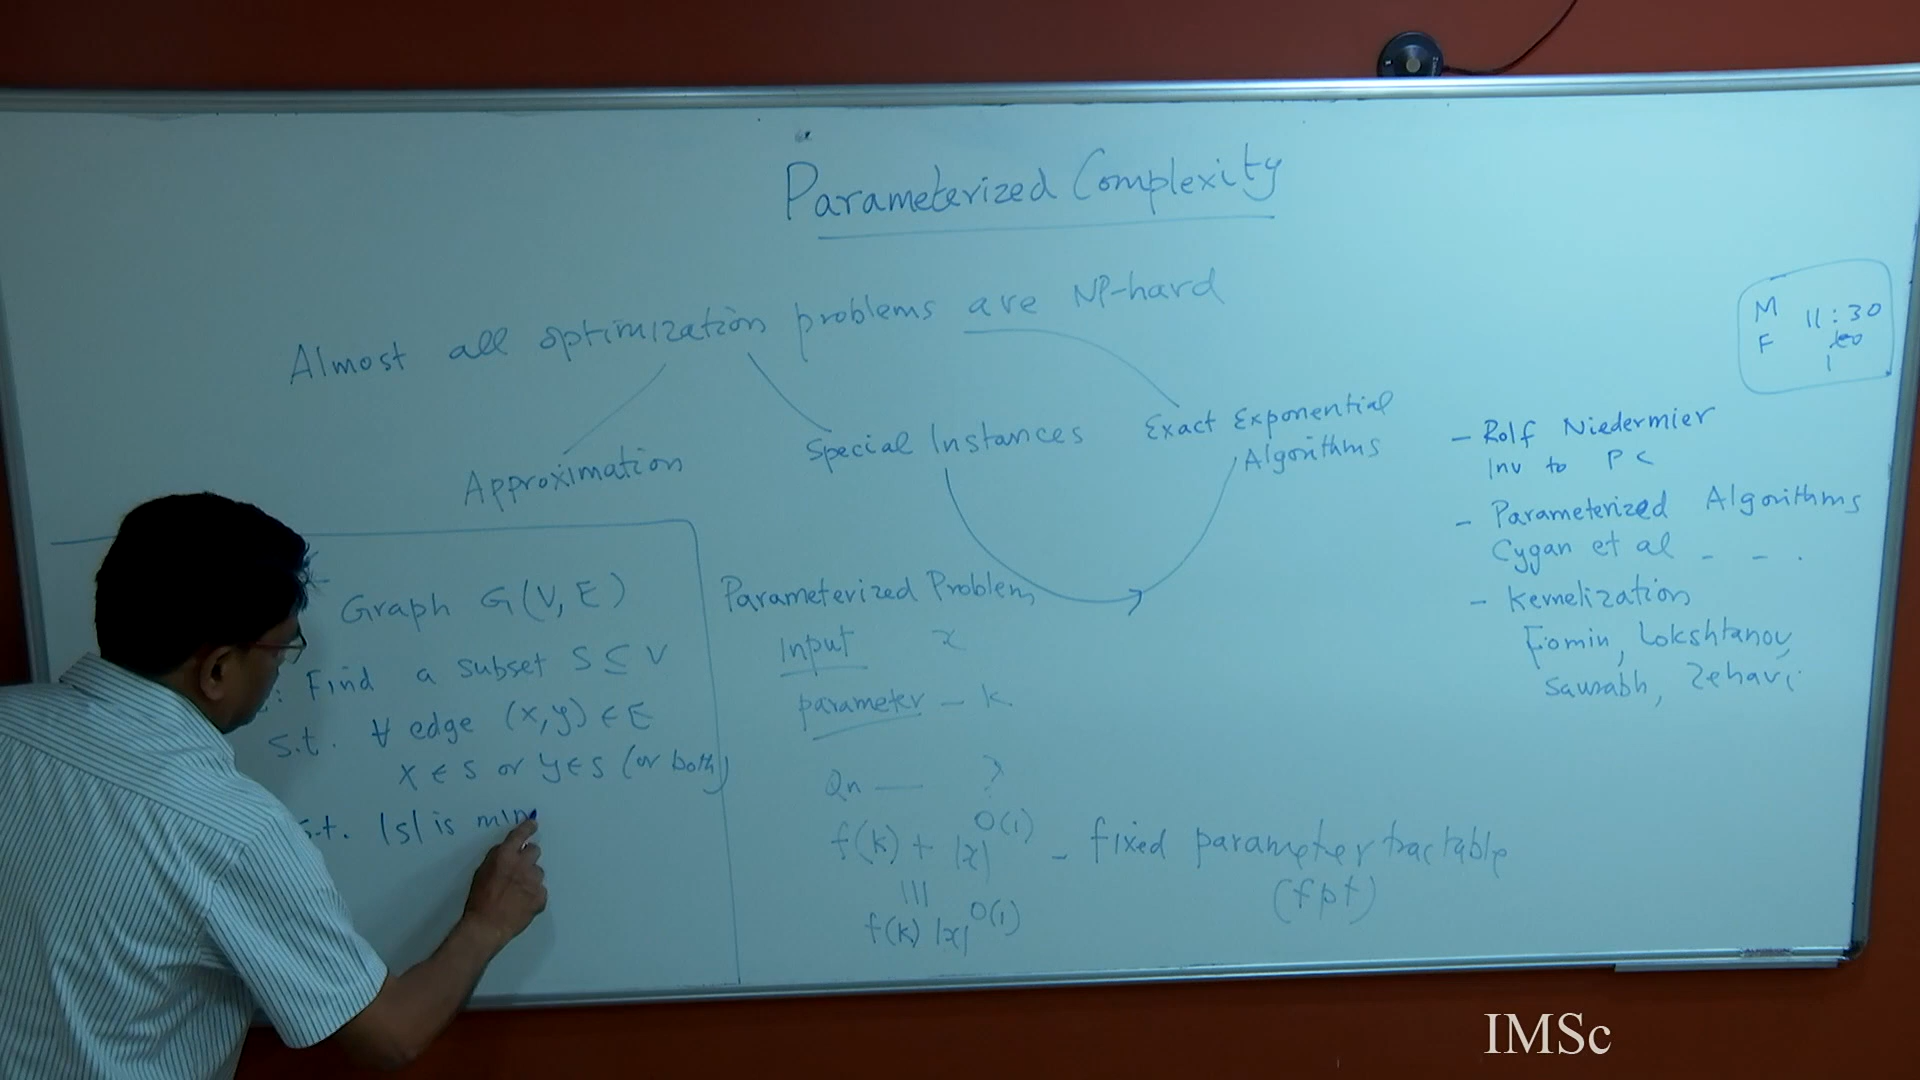 Parameterized Complexity
Almost all optimization problems are NP-hard
Approximation
Special Instances
Exact Exponential
Algorithms
M 11:30
F
1
- Rolf Niedermier
Inv to PC
- Parameterized Algorithms
Cygan et al - - .
- Kernelization
Fomin, Lokshtanov,
Saurabh, Zehavi
Graph G(V, E)
: Find a subset S ⊆ V
s.t. ∀ edge (x,y) ∈ E
x ∈ S or y ∈ S (or both)
s.t. |S| is min
Parameterized Problem
Input x
parameter - k
Qn — ?
f(k) + |x|^O(1) - fixed parameter tractable
||| (fpt)
f(k) |x|^O(1)
IMSc